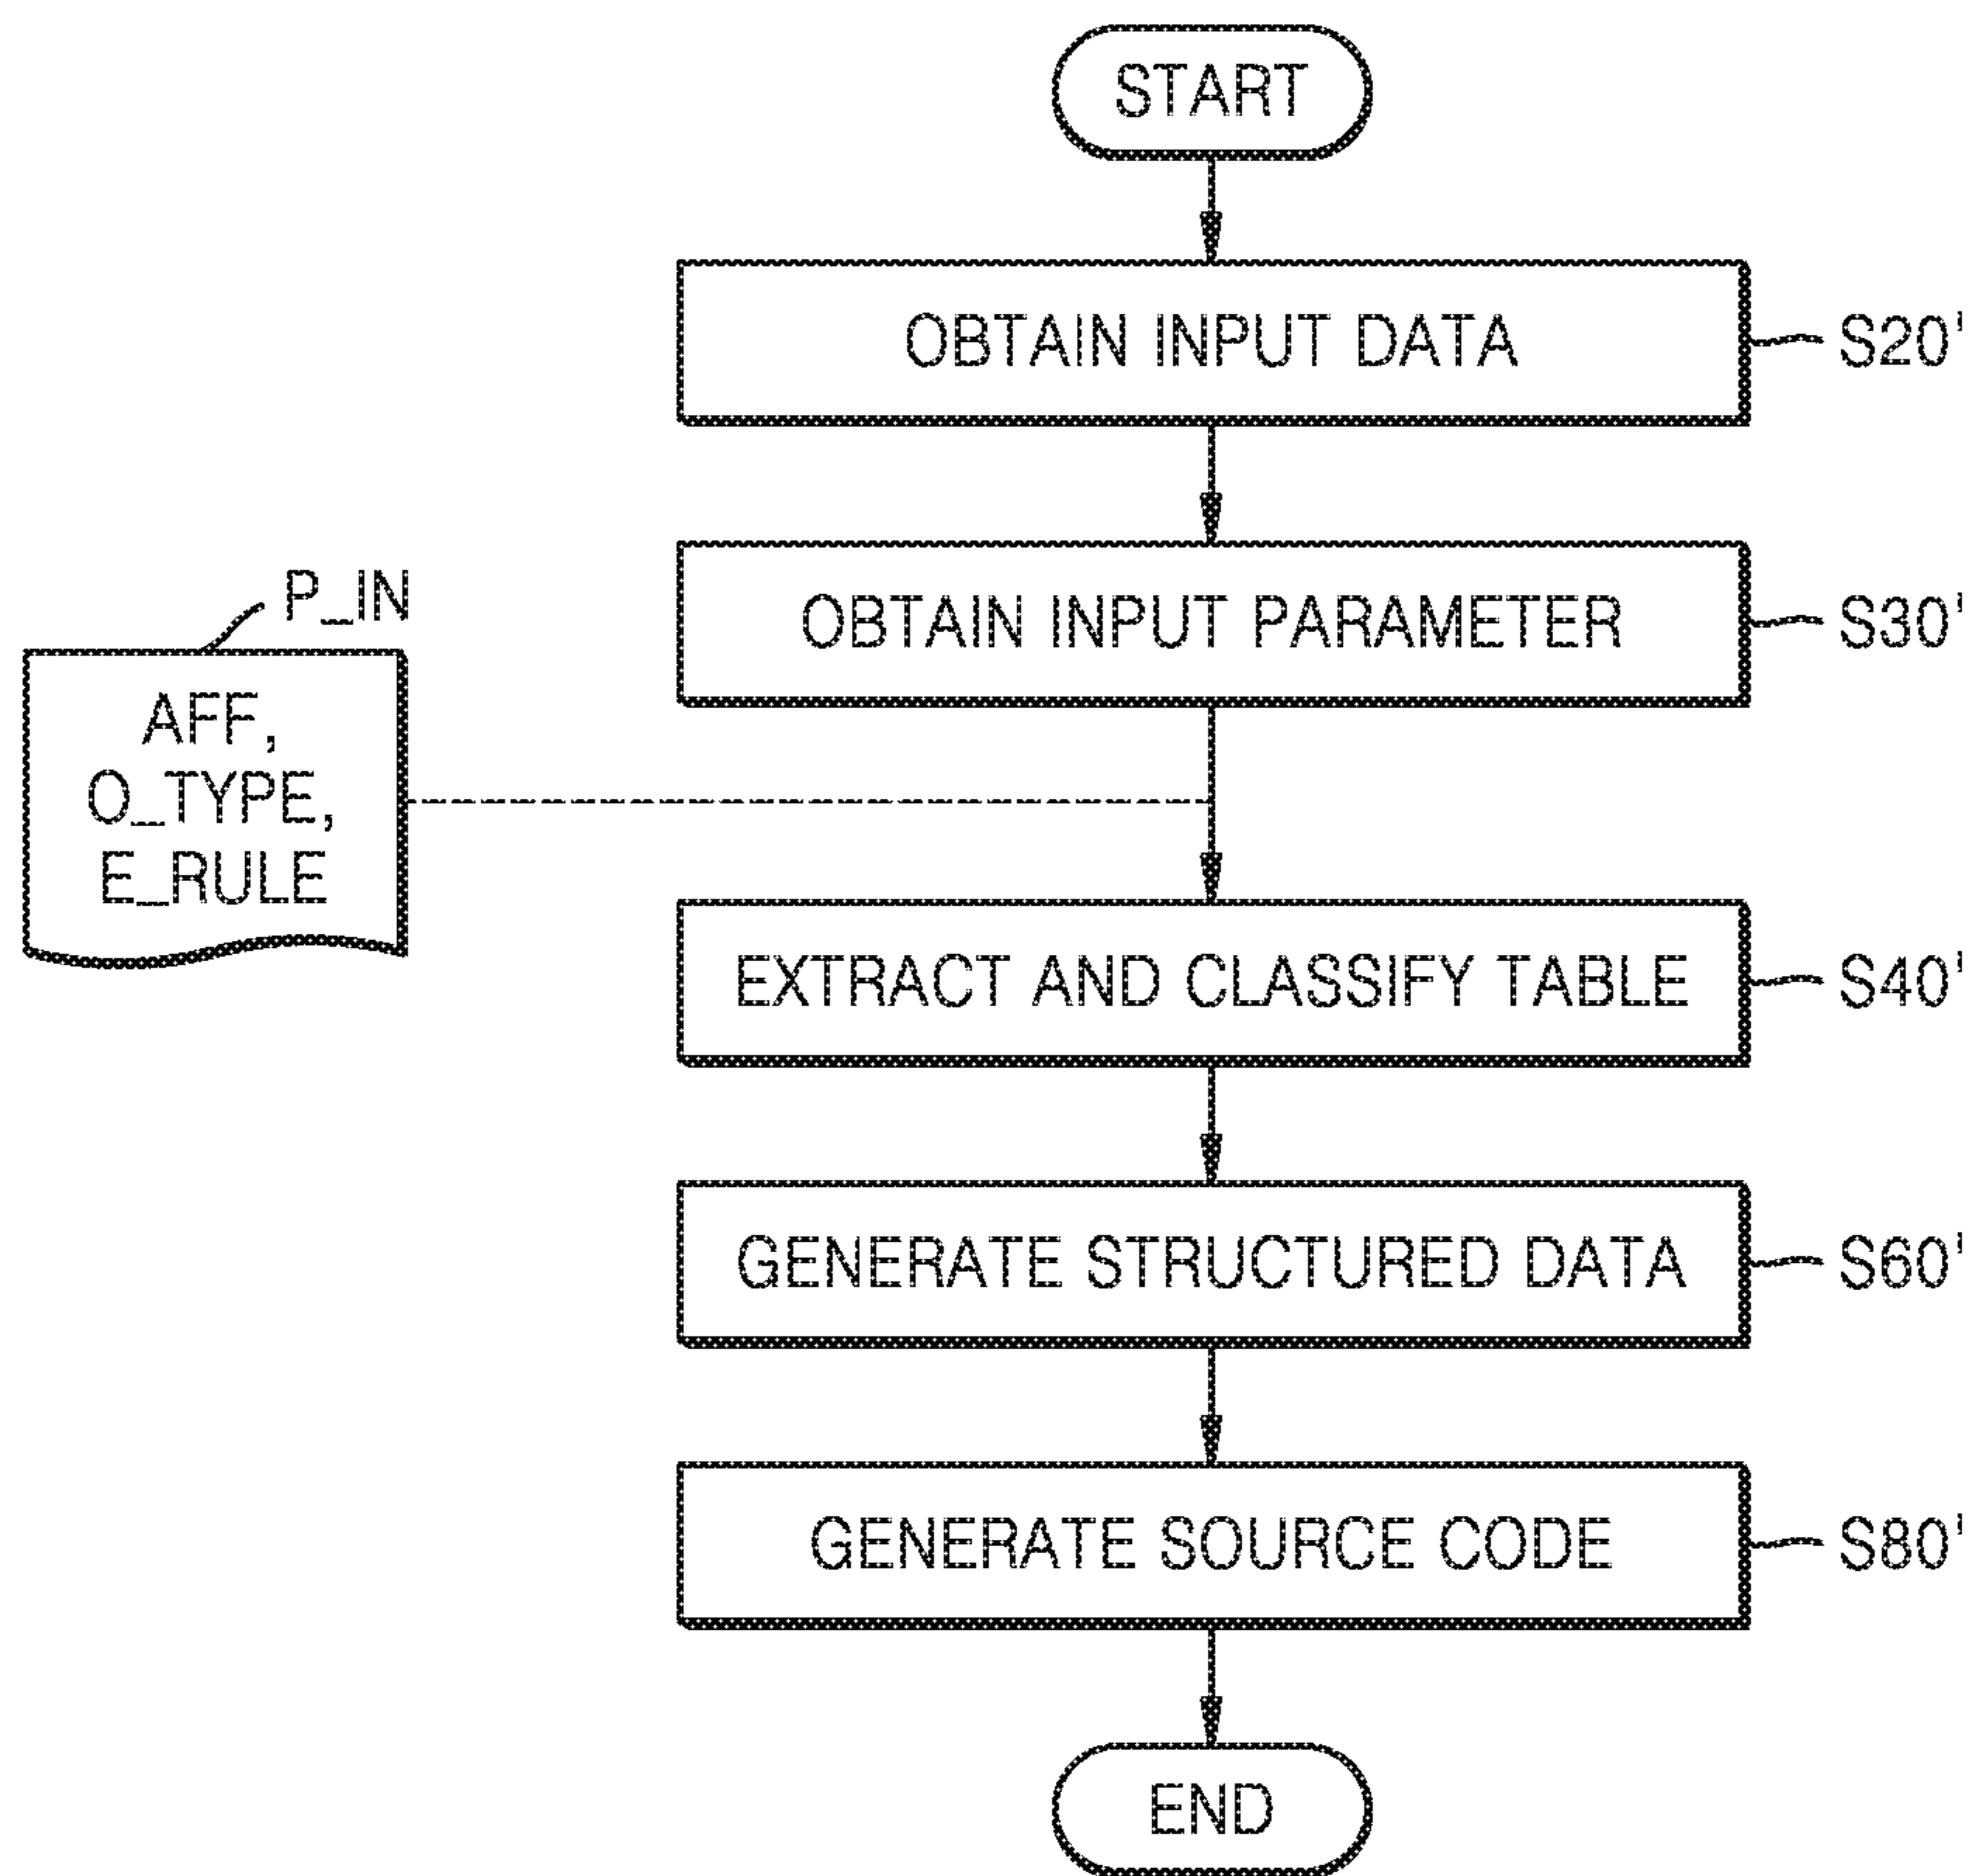 START
OBTAIN INPUT DATA
S20'
OBTAIN INPUT PARAMETER
S30'
P_IN
AFF,
O_TYPE,
E_RULE
EXTRACT AND CLASSIFY TABLE
S40'
GENERATE STRUCTURED DATA
S60'
GENERATE SOURCE CODE
S80'
END